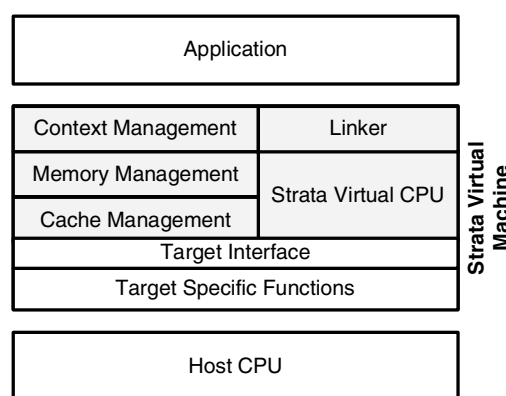 Application
Context Management
Linker
Memory Management
Strata Virtual CPU
Cache Management
Target Interface
Target Specific Functions
Strata Virtual
Machine
Host CPU